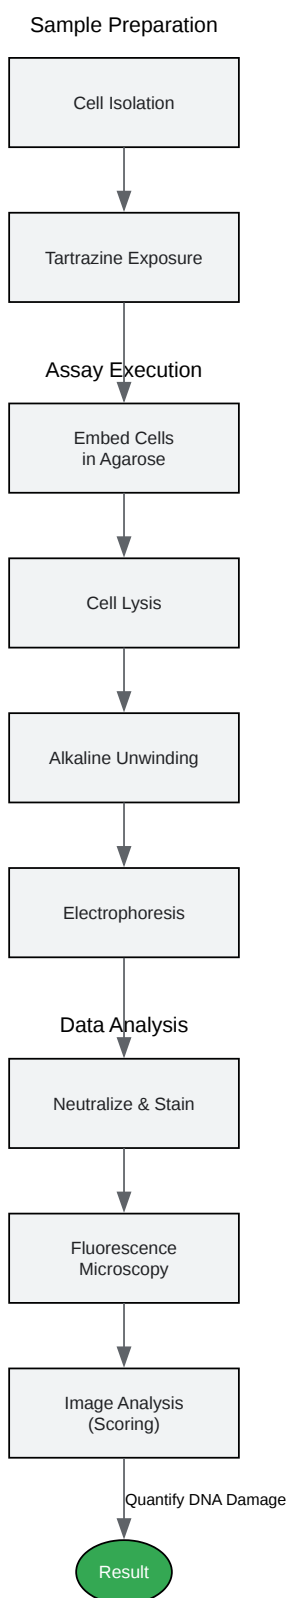 Sample Preparation
Cell Isolation
Tartrazine Exposure
Assay Execution
Embed Cells
in Agarose
Cell Lysis
Alkaline Unwinding
Electrophoresis
Data Analysis
Neutralize & Stain
Fluorescence
Microscopy
Image Analysis
(Scoring)
Quantify DNA Damage
Result